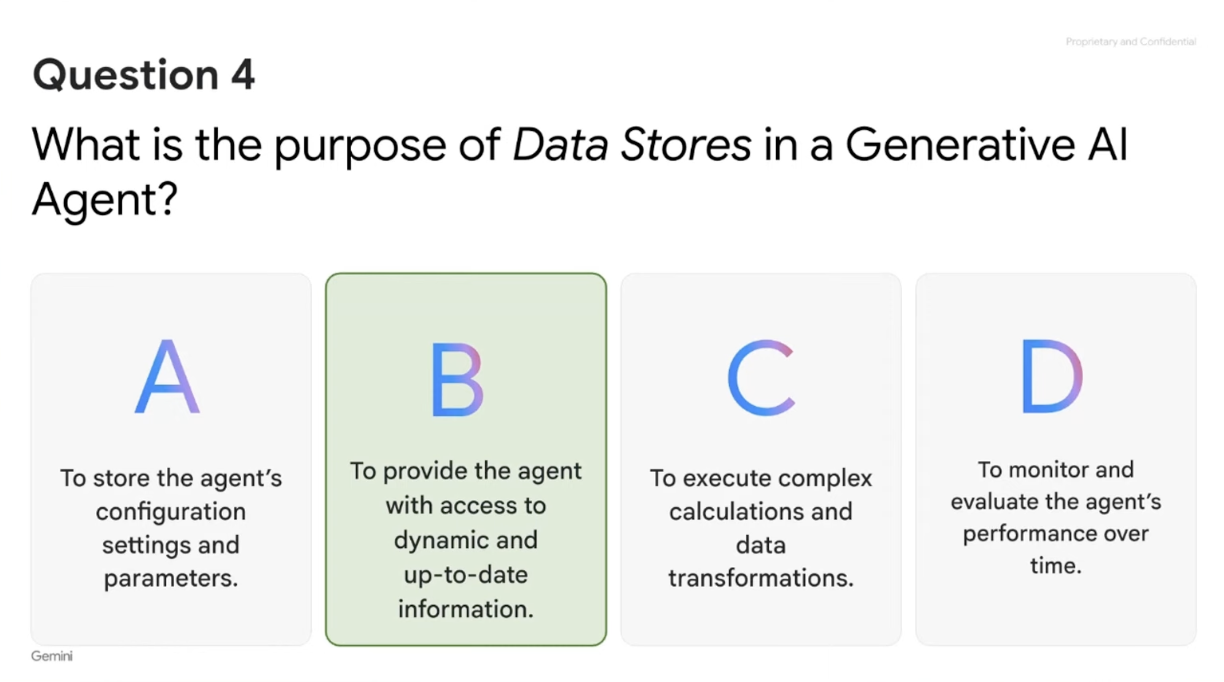 Proprietary and Confidential
Question 4
What is the purpose of Data Stores in a Generative AI
Agent?
A
To store the agent’s
configuration
settings and
parameters.
B
To provide the agent
with access to
dynamic and
up-to-date
information.
C
To execute complex
calculations and
data
transformations.
D
To monitor and
evaluate the agent’s
performance over
time.
Gemini